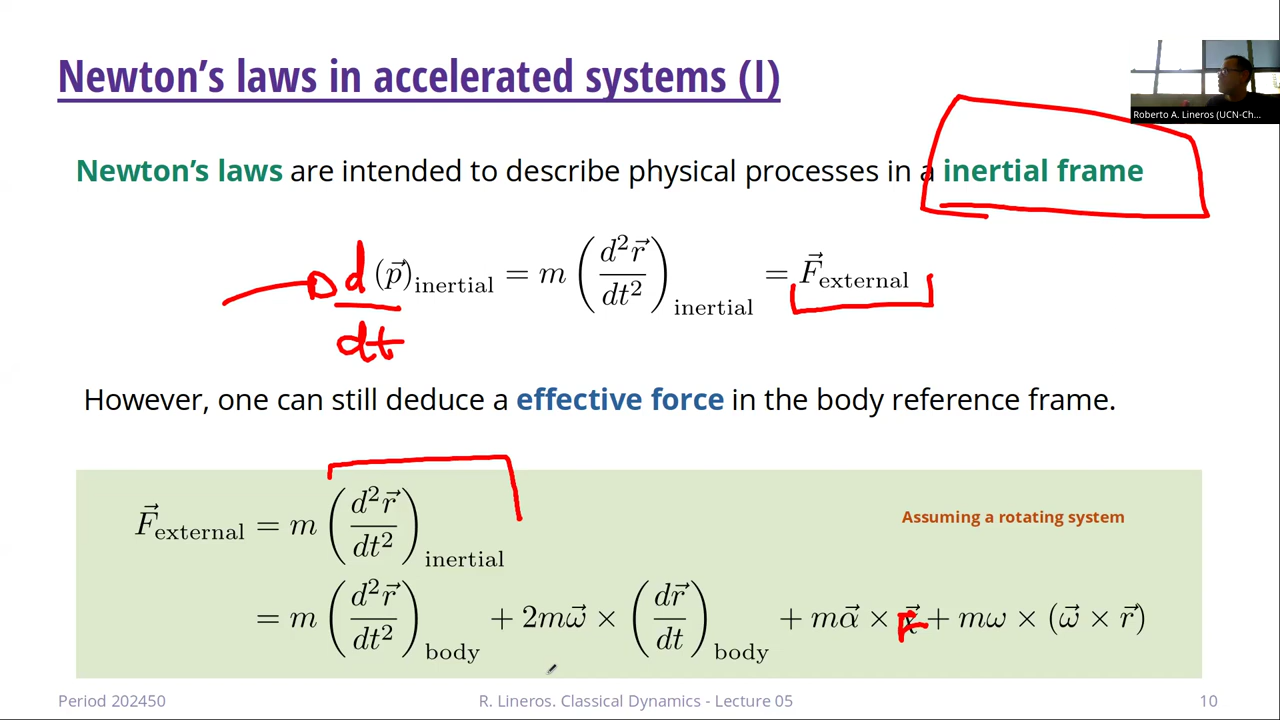 Newton's laws in accelerated systems (I)
Roberto A. Lineros (UCN-Ch...
Newton's laws are intended to describe physical processes in a inertial frame
d/dt (p⃗)inertial = m (d²r⃗/dt²)inertial = F⃗external
However, one can still deduce a effective force in the body reference frame.
F⃗external = m (d²r⃗/dt²)inertial
Assuming a rotating system
= m (d²r⃗/dt²)body + 2mω⃗ × (dr⃗/dt)body + mα⃗ × r + mω × (ω⃗ × r⃗)
Period 202450
R. Lineros. Classical Dynamics - Lecture 05
10